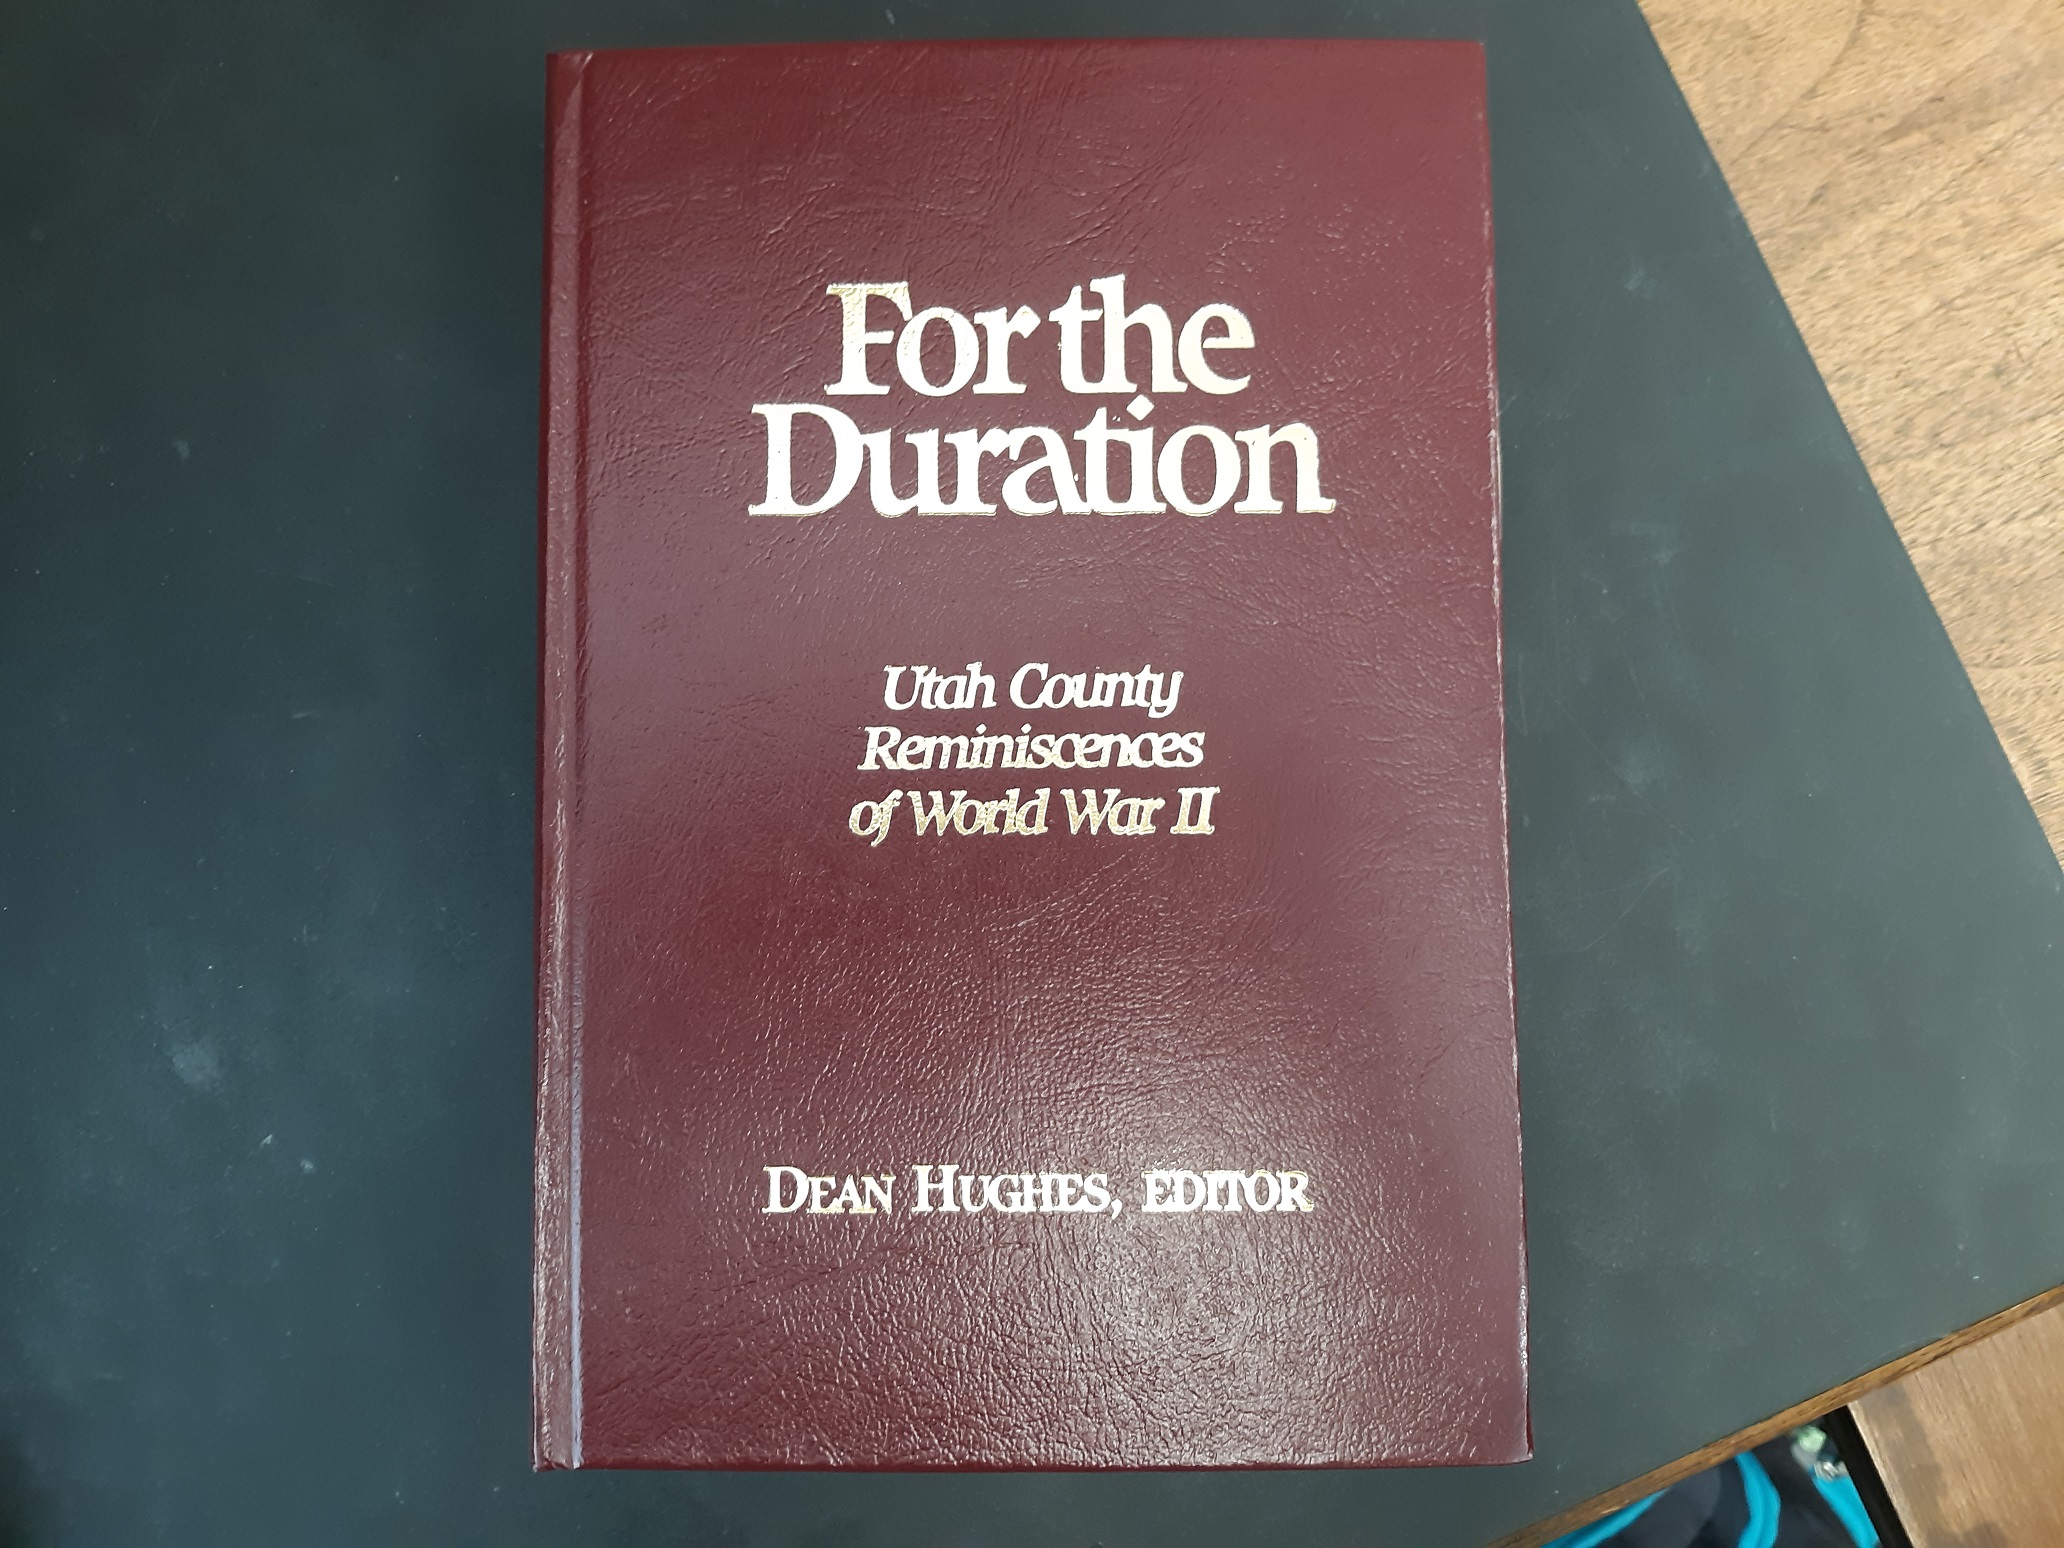 For the
Duration
Utah County
Reminiscences
of World War II
DEAN HUGHES, EDITOR